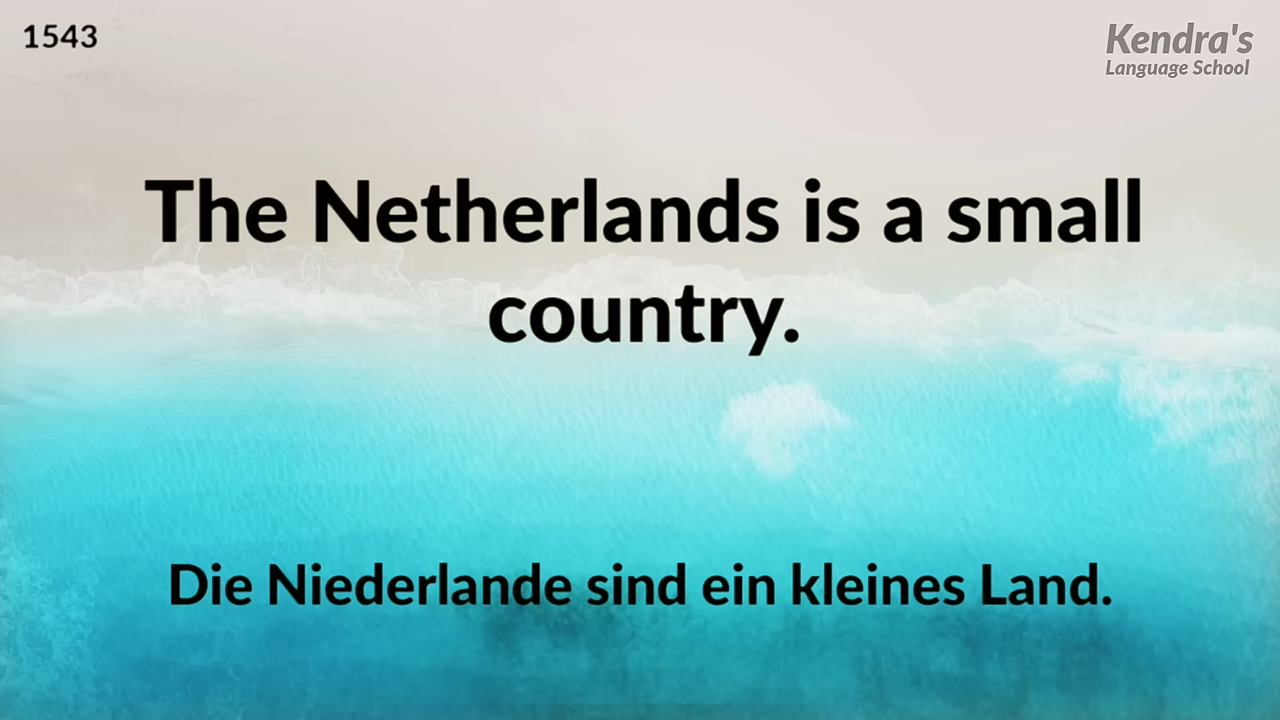 1543
Kendra's
Language School
The Netherlands is a small
country.
Die Niederlande sind ein kleines Land.